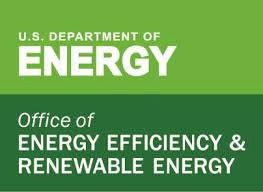 U.S. DEPARTMENT OF
ENERGY
Office of
ENERGY EFFICIENCY &
RENEWABLE ENERGY